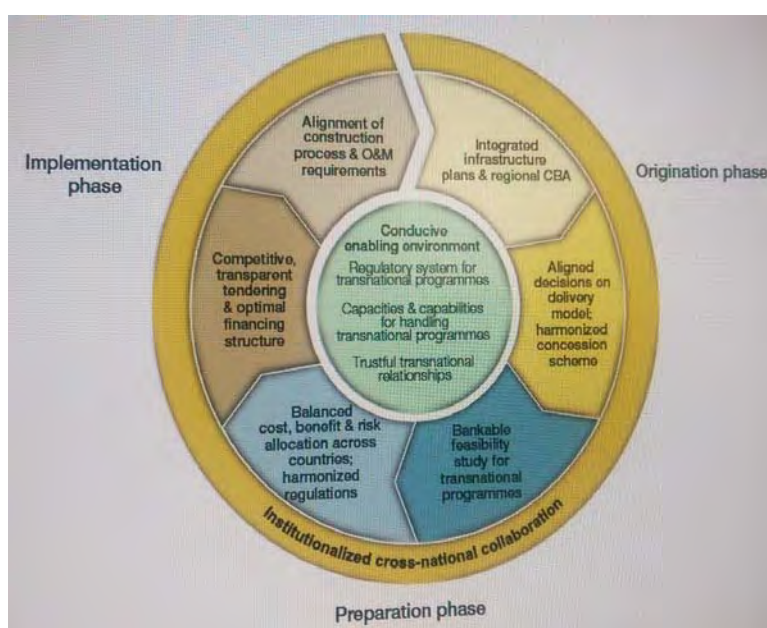 Implementation
phase
Alignment of
construction
process & O&M
requirements
Integrated
infrastructure
plans & regional CBA
Origination phase
Competitive,
transparent
tendering
& optimal
financing
structure
Conducive
enabling environment
Regulatory system for
transnational programmes
Capacities & capabilities
for handling
transnational programmes
Trustful transnational
relationships
Aligned
decisions on
delivery
model;
harmonized
concession
scheme
Balanced
cost, benefit & risk
allocation across
countries;
harmonized
regulations
Bankable
feasibility
study for
transnational
programmes
Institutionalized cross-national collaboration
Preparation phase